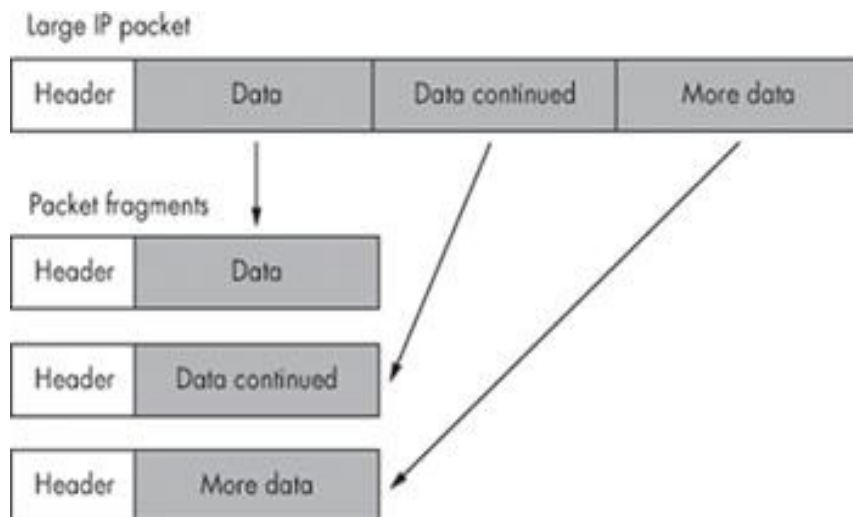 Large IP packet
Header Data Data continued More data
Packet fragments
Header Data
Header Data continued
Header More data